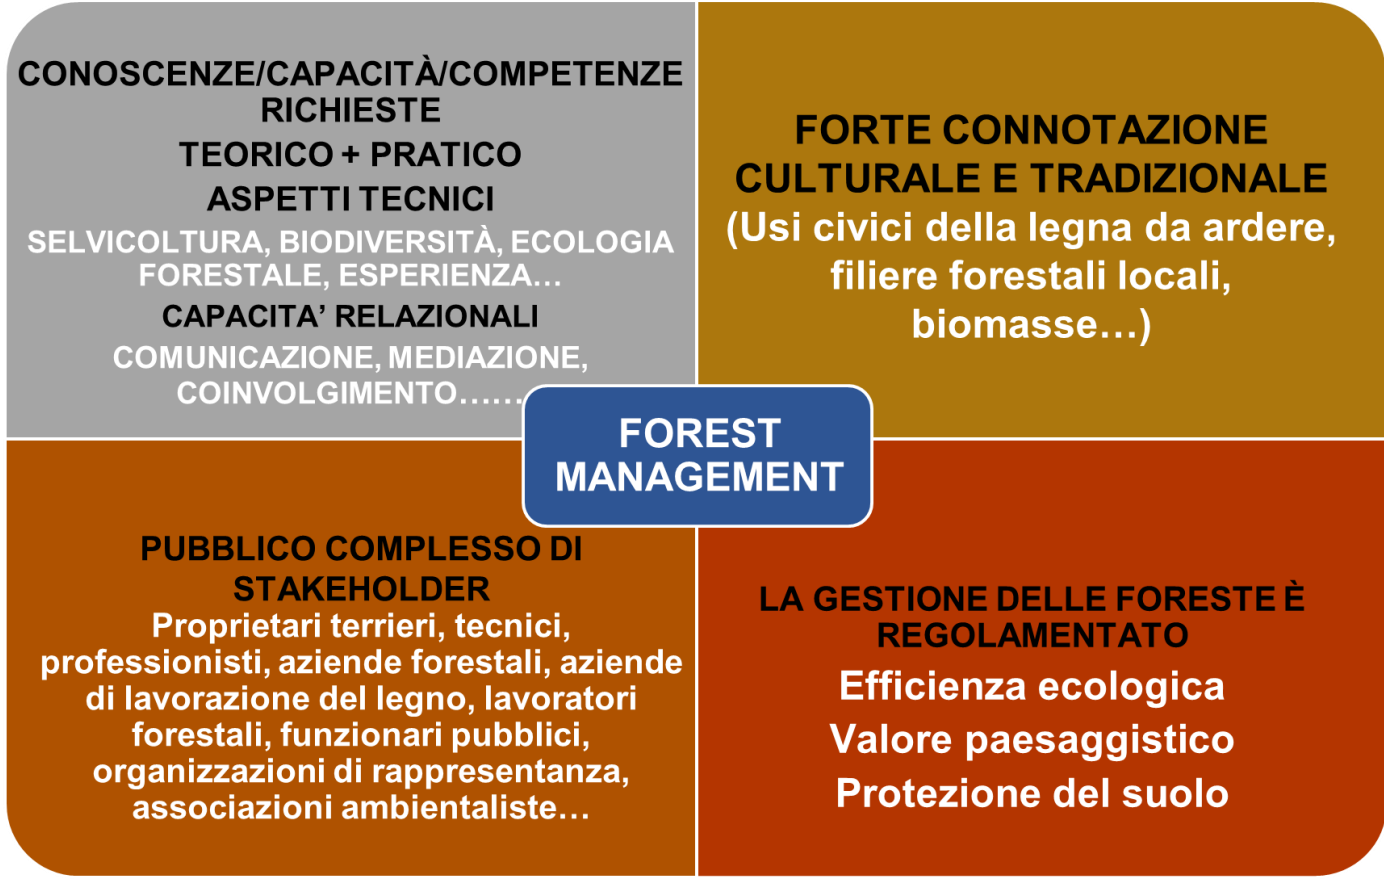 CONOSCENZE/CAPACITÀ/COMPETENZE
RICHIESTE
TEORICO + PRATICO
ASPETTI TECNICI
SELVICOLTURA, BIODIVERSITÀ, ECOLOGIA
FORESTALE, ESPERIENZA…
CAPACITA’ RELAZIONALI
COMUNICAZIONE, MEDIAZIONE,
COINVOLGIMENTO……
FORTE CONNOTAZIONE
CULTURALE E TRADIZIONALE
(Usi civici della legna da ardere,
filiere forestali locali,
biomasse…)
FOREST
MANAGEMENT
PUBBLICO COMPLESSO DI
STAKEHOLDER
Proprietari terrieri, tecnici,
professionisti, aziende forestali, aziende
di lavorazione del legno, lavoratori
forestali, funzionari pubblici,
organizzazioni di rappresentanza,
associazioni ambientaliste…
LA GESTIONE DELLE FORESTE È
REGOLAMENTATO
Efficienza ecologica
Valore paesaggistico
Protezione del suolo